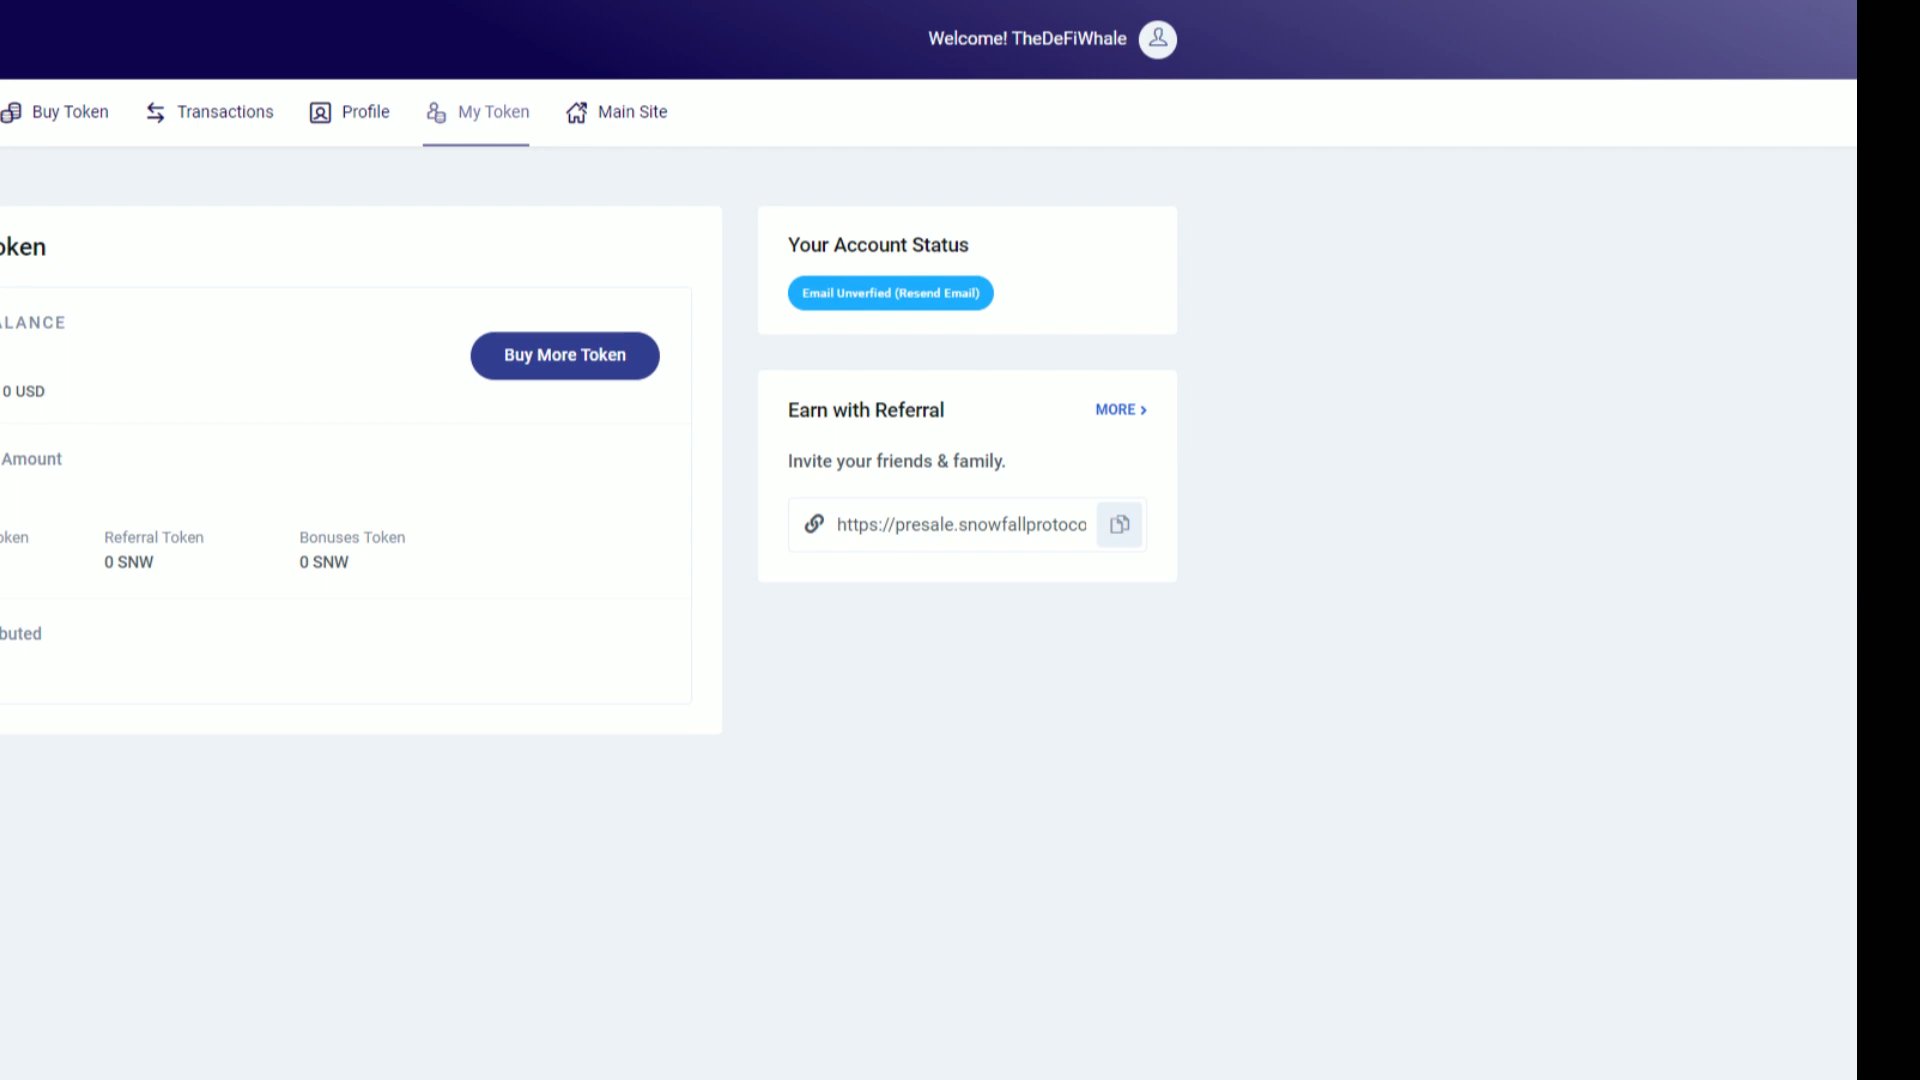 Welcome! TheDeFiWhale
Buy Token
Transactions
Profile
My Token
Main Site
oken
ALANCE
0 USD
Buy More Token
Amount
oken
Referral Token
Bonuses Token
0 SNW
0 SNW
buted
Your Account Status
Email Unverfied (Resend Email)
Earn with Referral
MORE >
Invite your friends & family.
https://presale.snowfallprotoco